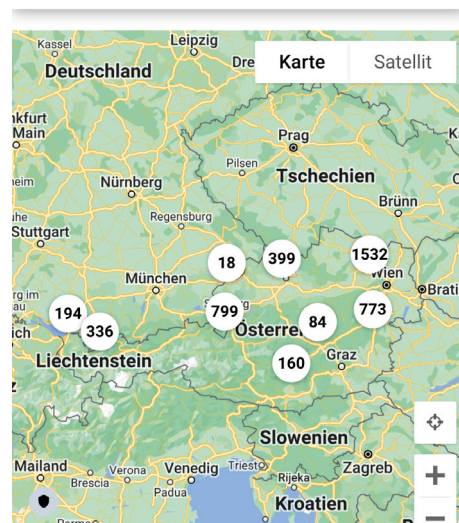 Kassel
Leipzig
Deutschland
Dre
Karte
Satellit
nkfurt
Main
Prag
Pilsen
Tschechien
Nürnberg
Brünn
Regensburg
Stuttgart
18
399
1532
Wien
München
Brati
799
194
336
Österrei
84
773
Liechtenstein
160
Graz
Slowenien
Mailand
Verona
Venedig
Triest
Zagreb
Brescia
Padua
Rijeka
Kroatien